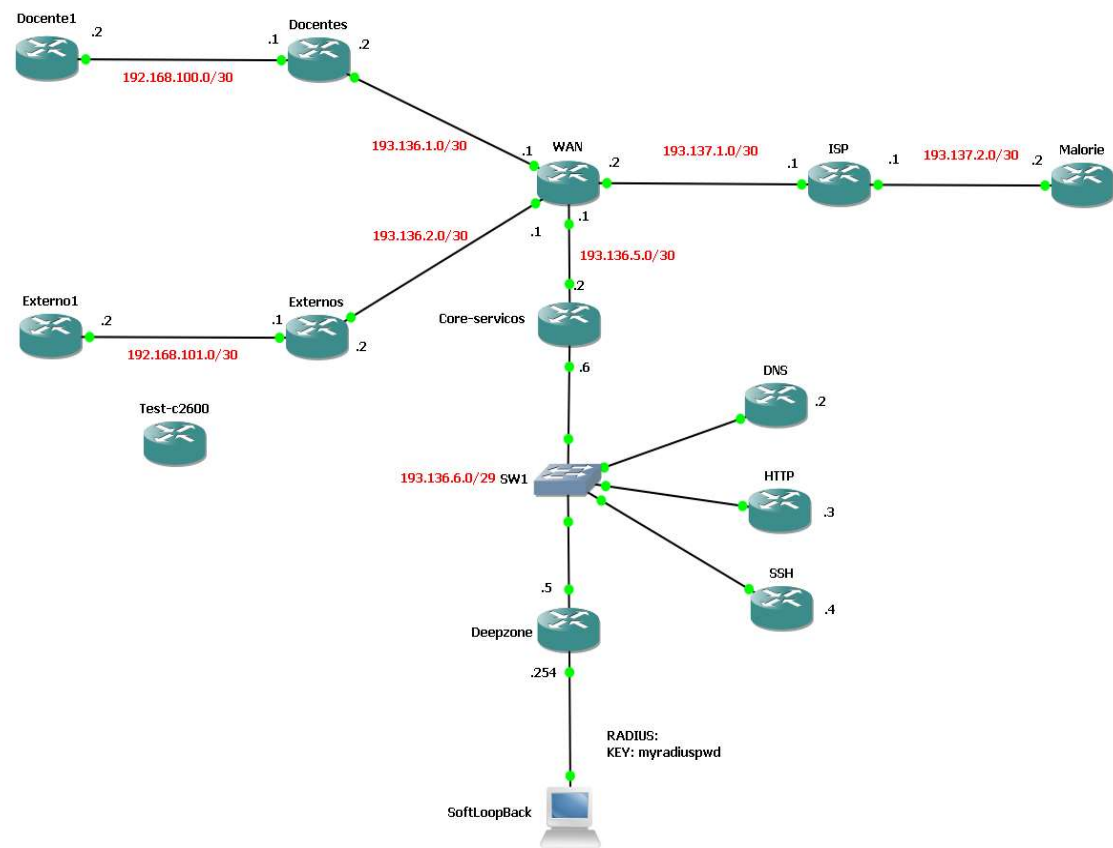 Docente1
Docentes
.2
.1
.2
192.168.100.0/30
193.136.1.0/30
.1
WAN
.2
193.137.1.0/30
.1
ISP
.1
193.137.2.0/30
.2
Malorie
.1
.1
193.136.2.0/30
193.136.5.0/30
Externo1
Externos
.2
.1
.2
192.168.101.0/30
.2
Core-servicos
.6
Test-c2600
DNS
.2
193.136.6.0/29
SW1
HTTP
.3
SSH
.4
.5
Deepzone
.254
RADIUS:
KEY: myradiuspwd
SoftLoopBack